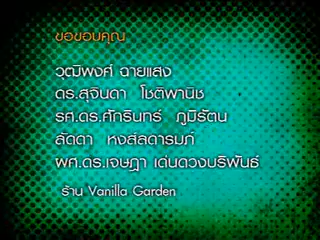 ขอขอบคุณ
วุฒิพงศ์ ฉายแสง
ดร.สุจินดา โชติพานิช
รศ.ดร.ศักรินทร์ ภูมิรัตน
ลัดดา หงสลดารมภ์
ผศ.ดร.เจษฎา เด่นดวงบริพันธ์
ร้าน Vanilla Garden